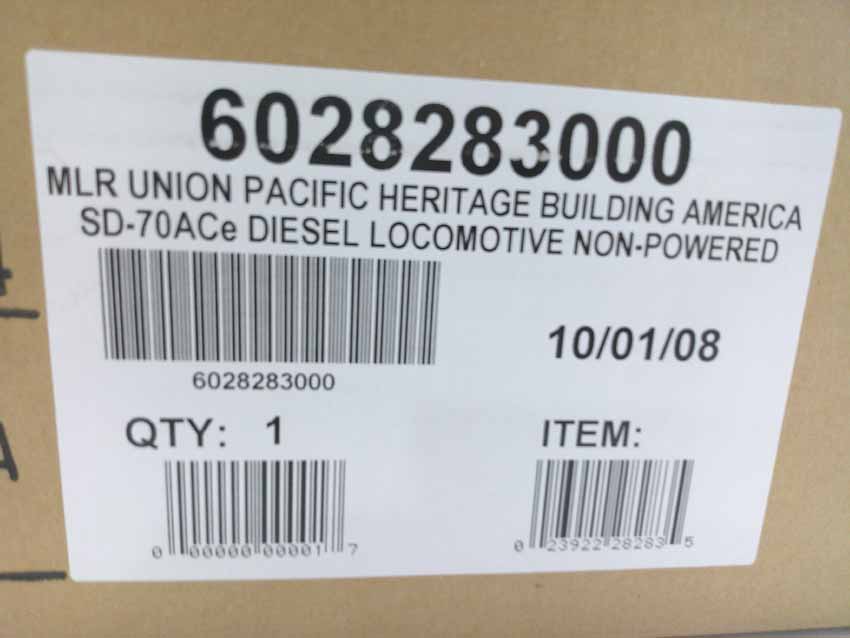 6028283000
MLR UNION PACIFIC HERITAGE BUILDING AMERICA
SD-70ACe DIESEL LOCOMOTIVE NON-POWERED
10/01/08
6028283000
QTY: 1
ITEM:
0 00000 00001 7
0 23922 28283 5
A